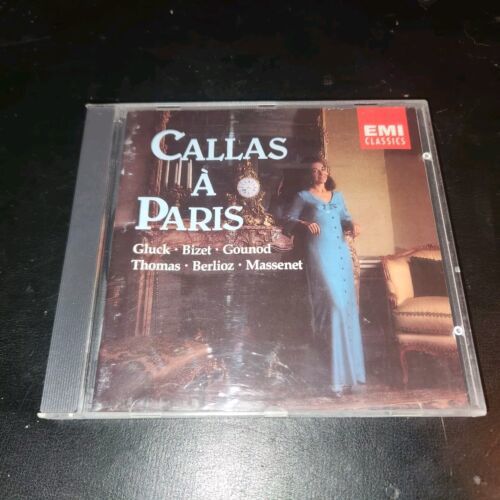 CALLAS
À
PARIS
Gluck · Bizet · Gounod
Thomas · Berlioz · Massenet
EMI
CLASSICS